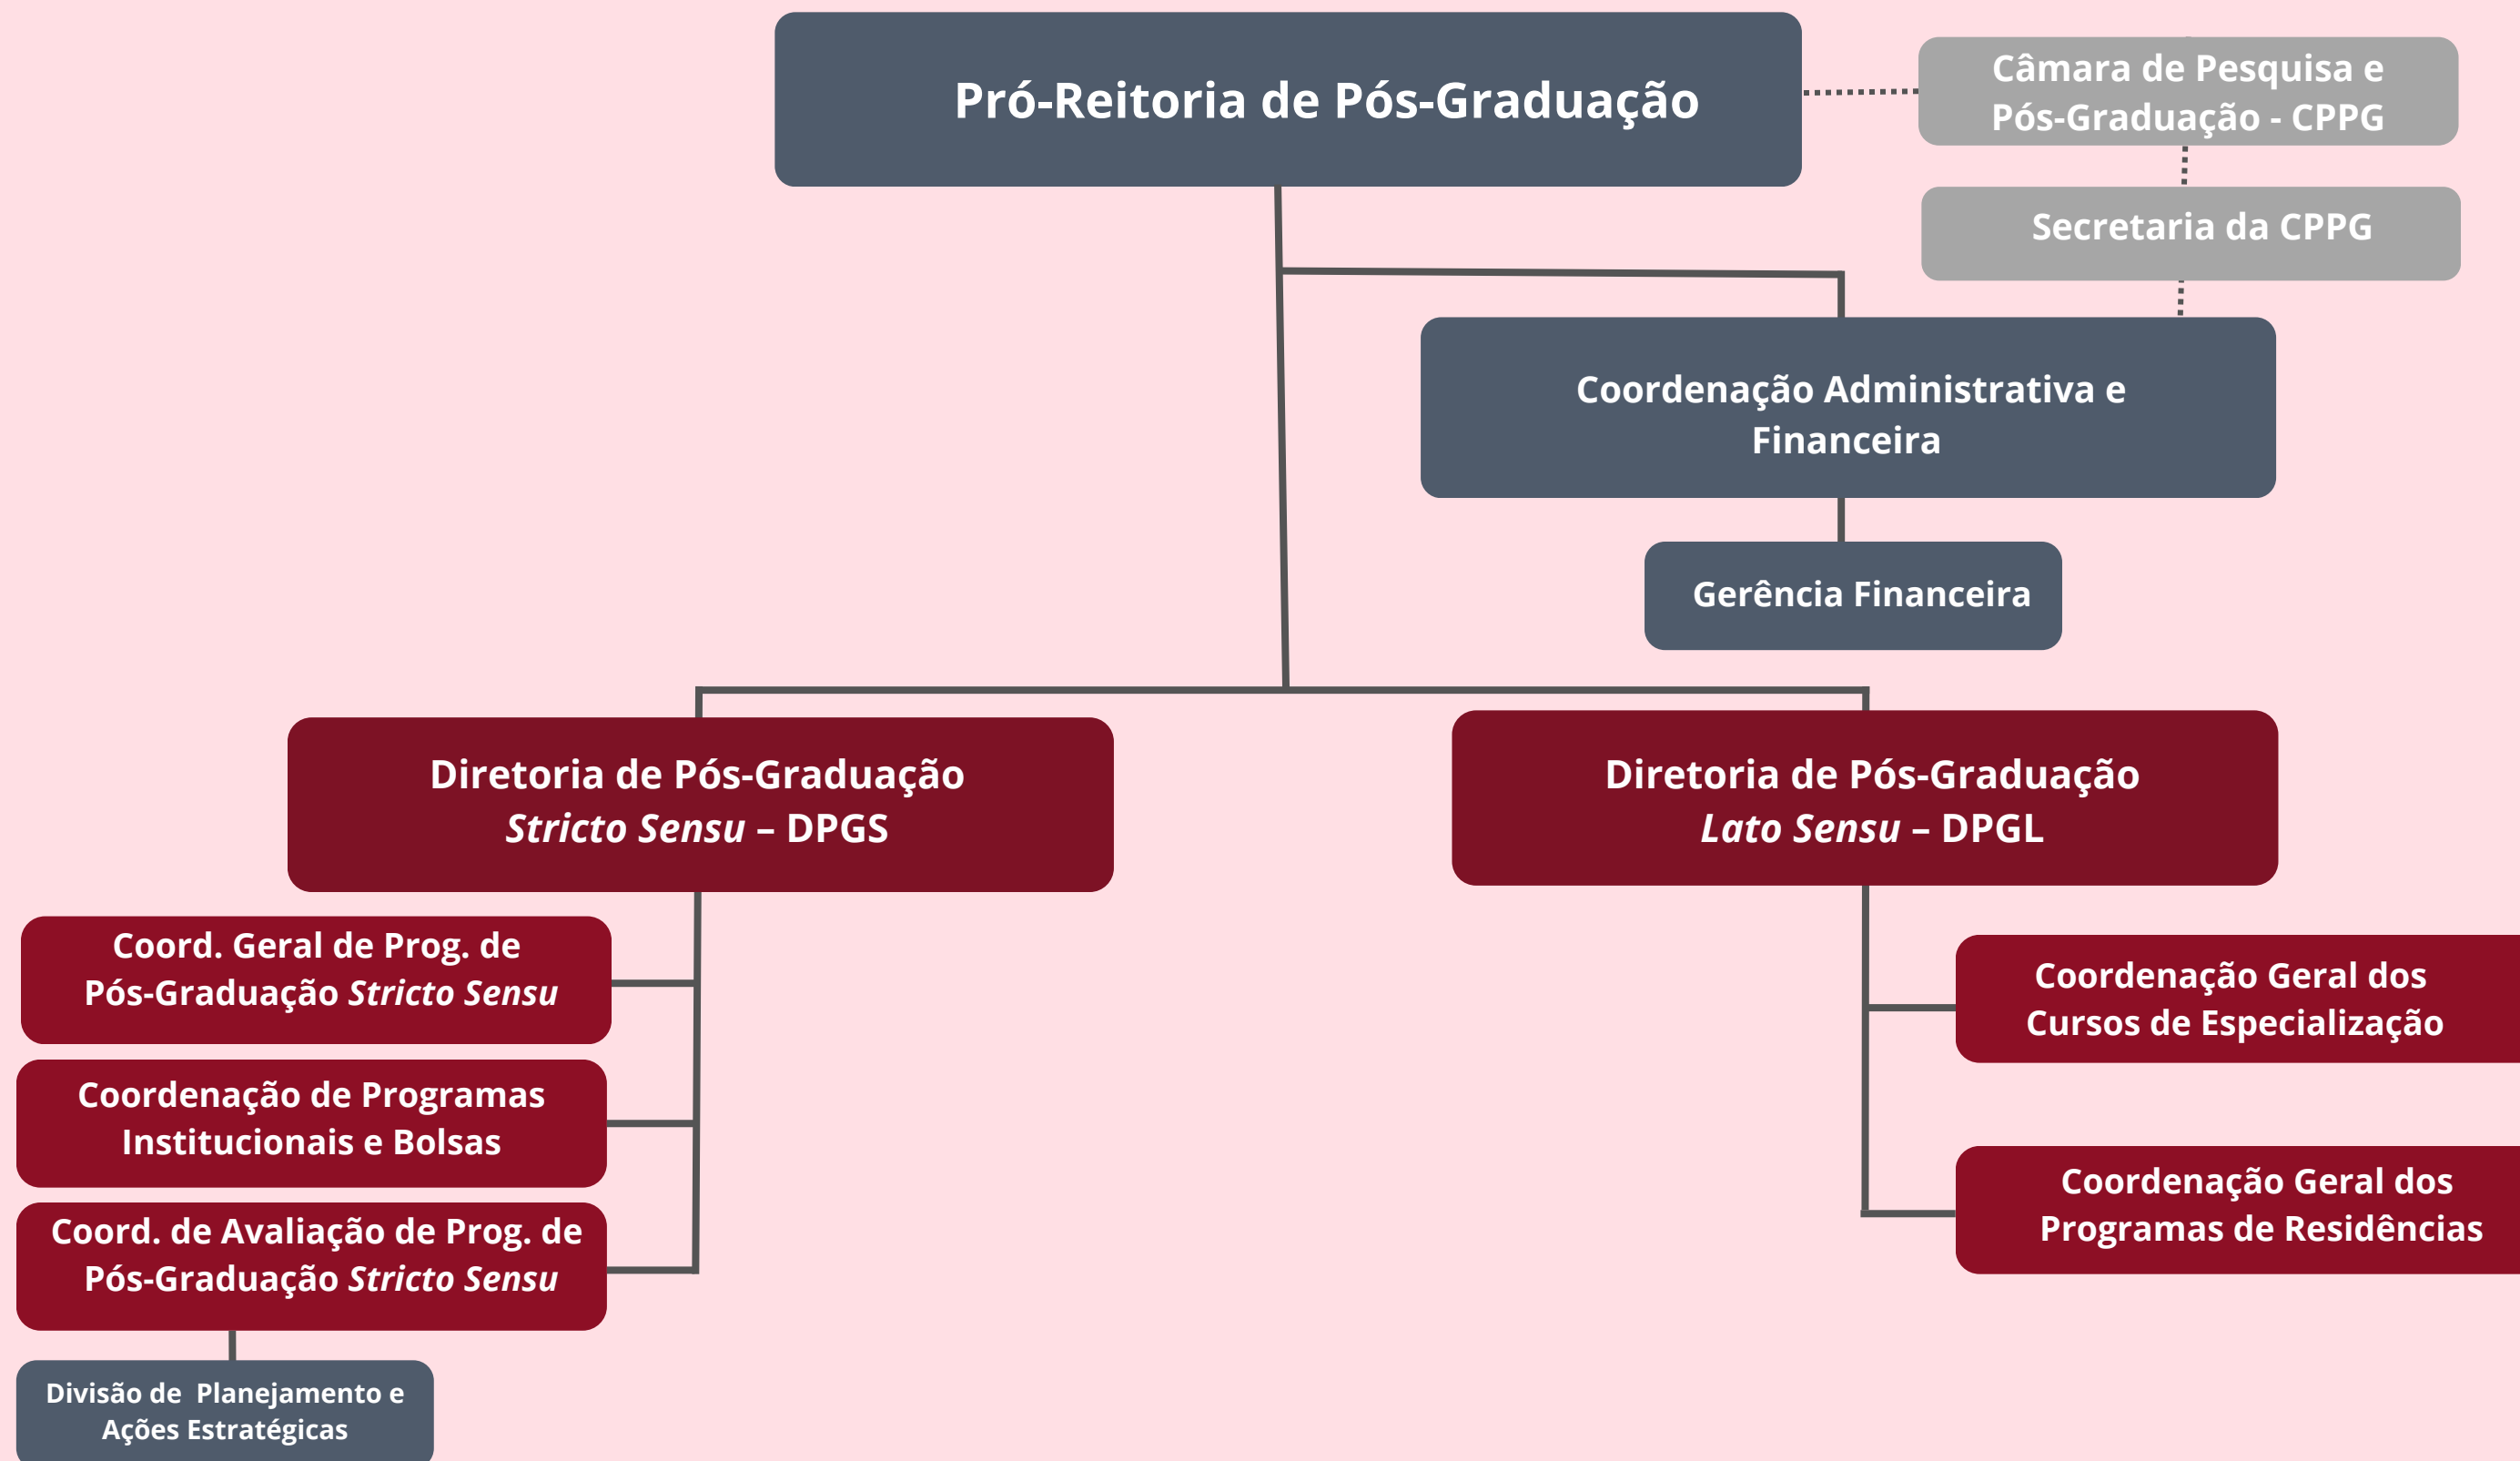 Pró-Reitoria de Pós-Graduação
Câmara de Pesquisa e
Pós-Graduação - CPPG
Secretaria da CPPG
Coordenação Administrativa e
Financeira
Gerência Financeira
Diretoria de Pós-Graduação
Stricto Sensu – DPGS
Diretoria de Pós-Graduação
Lato Sensu – DPGL
Coord. Geral de Prog. de
Pós-Graduação Stricto Sensu
Coordenação de Programas
Institucionais e Bolsas
Coord. de Avaliação de Prog. de
Pós-Graduação Stricto Sensu
Divisão de  Planejamento e
Ações Estratégicas
Coordenação Geral dos
Cursos de Especialização
Coordenação Geral dos
Programas de Residências